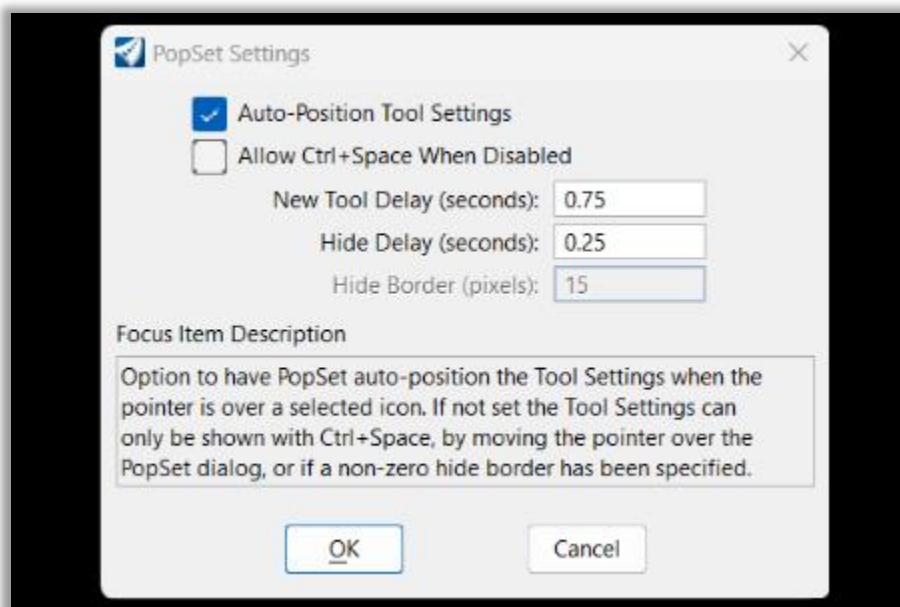 PopSet Settings
Auto-Position Tool Settings
Allow Ctrl+Space When Disabled
New Tool Delay (seconds): 0.75
Hide Delay (seconds): 0.25
Hide Border (pixels): 15
Focus Item Description
Option to have PopSet auto-position the Tool Settings when the
pointer is over a selected icon. If not set the Tool Settings can
only be shown with Ctrl+Space, by moving the pointer over the
PopSet dialog, or if a non-zero hide border has been specified.
OK Cancel